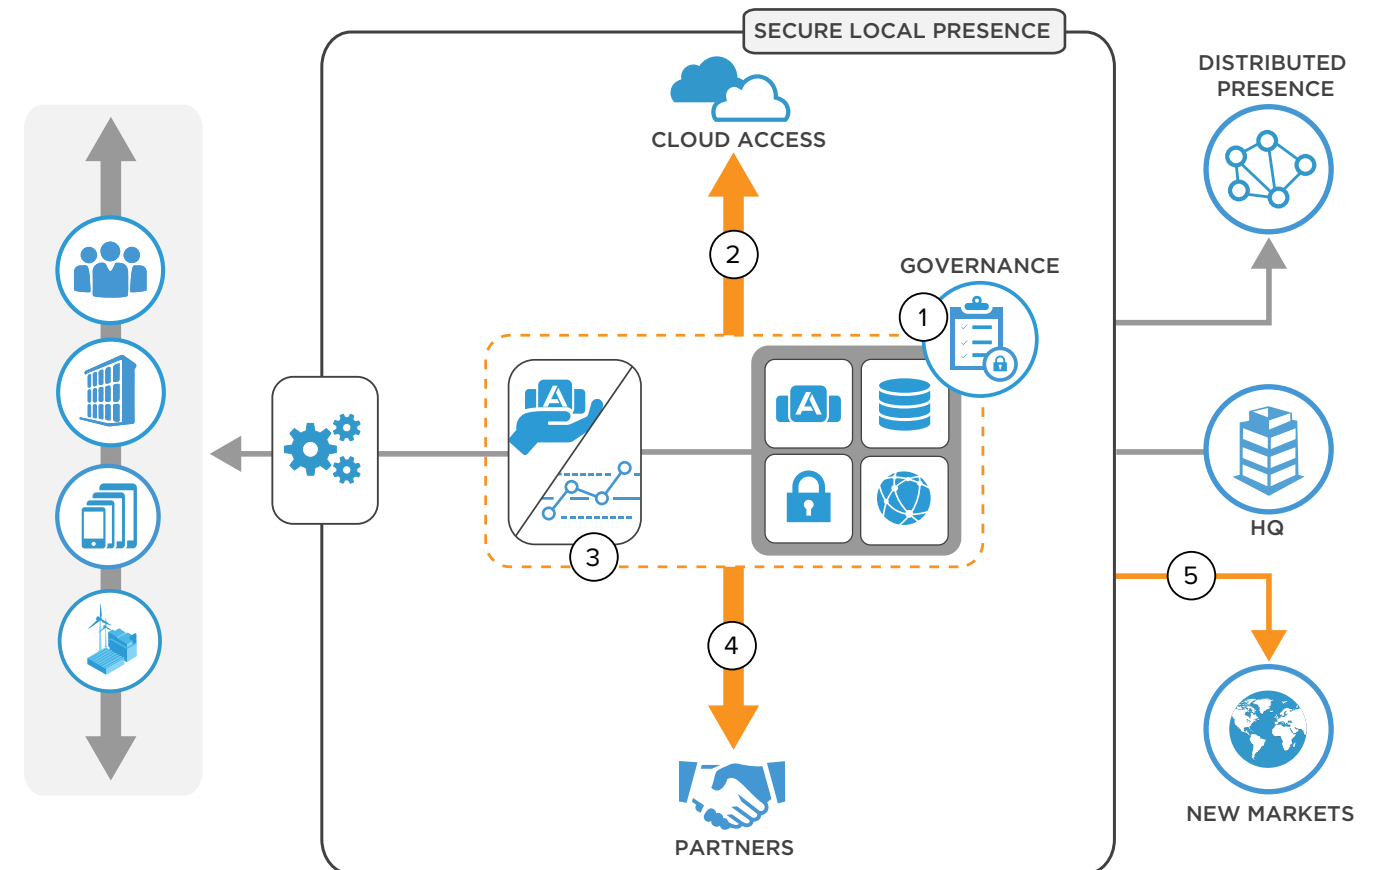 SECURE LOCAL PRESENCE
DISTRIBUTED
PRESENCE
CLOUD ACCESS
2
GOVERNANCE
1
A
A
3
HQ
5
4
NEW MARKETS
PARTNERS